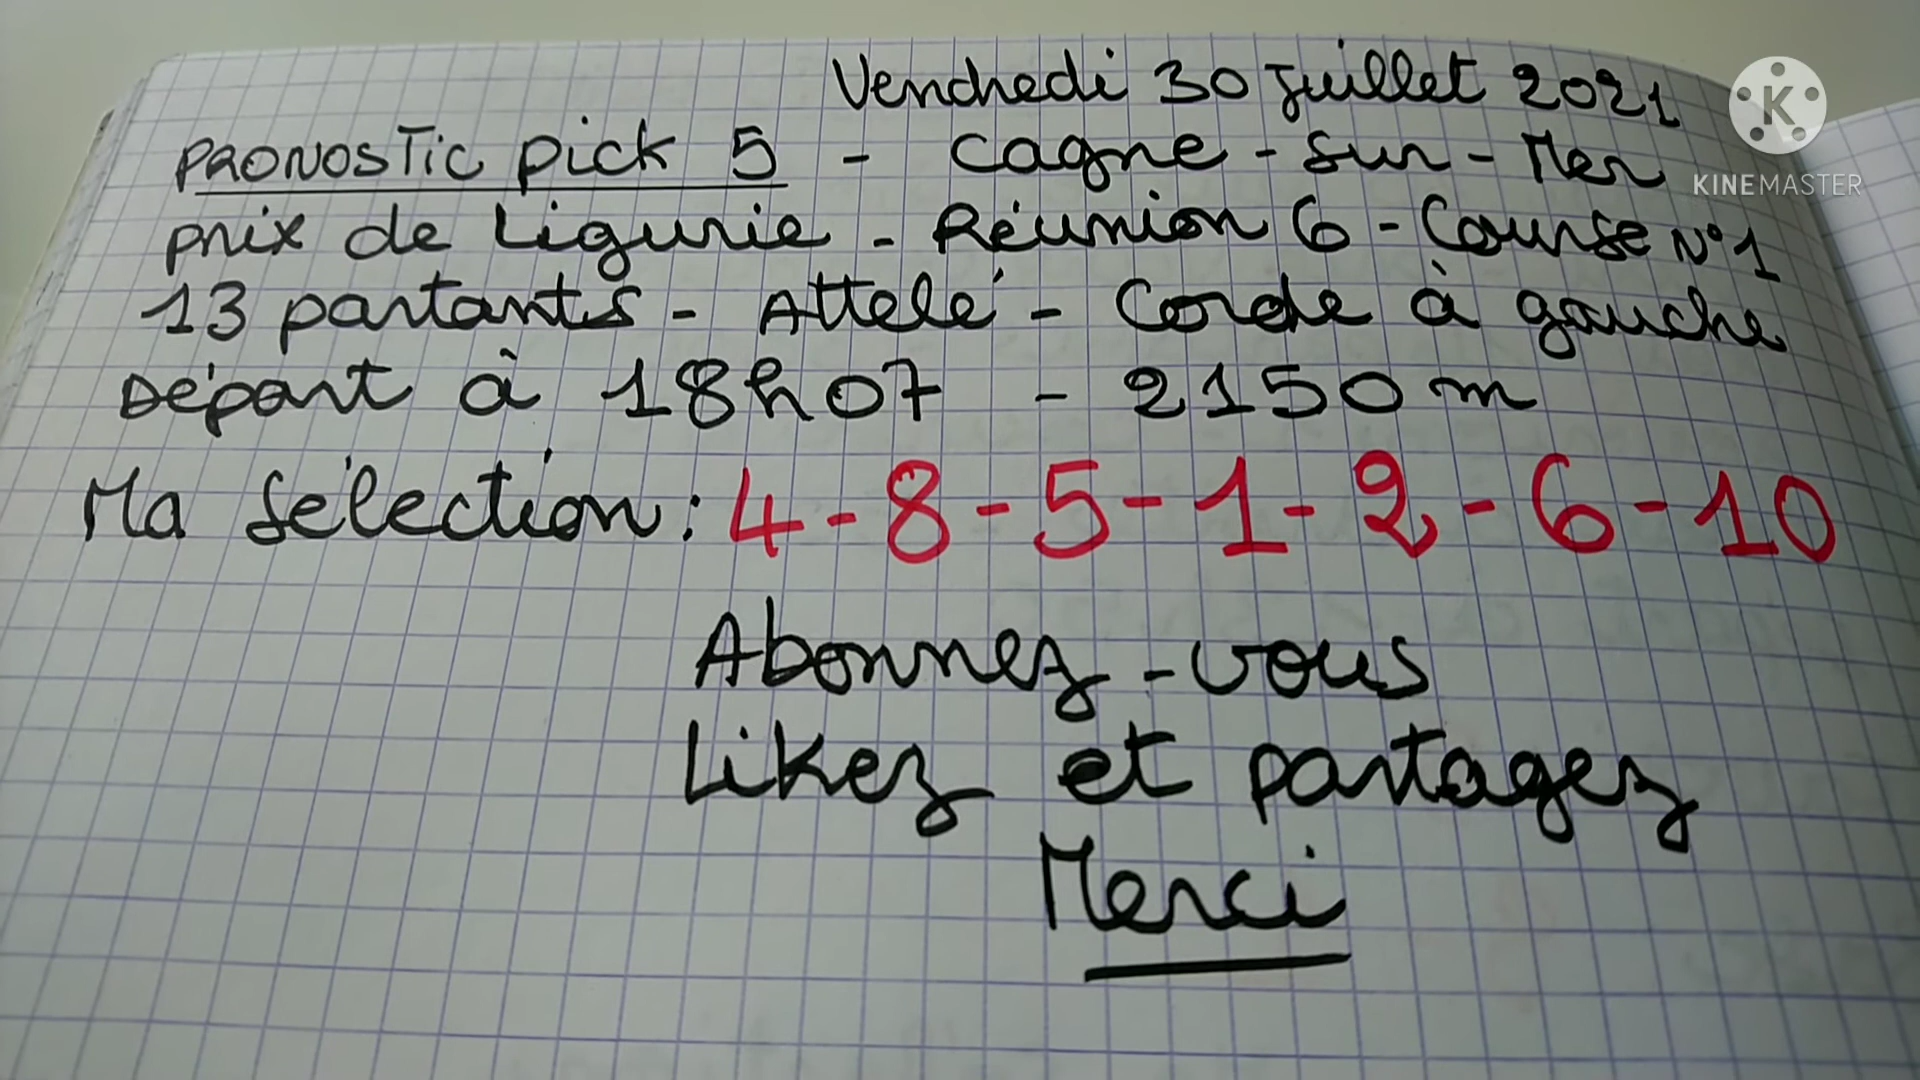 Vendredi 30 Juillet 2021
PRONOSTIC PICK 5 - Cagne-sur-Mer
prix de Ligurie - Réunion 6 - Course N°1
13 partants - Attelé - Corde à gauche
Départ à 18h07 - 2150 m
Ma sélection: 4-8-5-1-2-6-10
Abonnez-vous
Likez et partagez
Merci
K
KINEMASTER